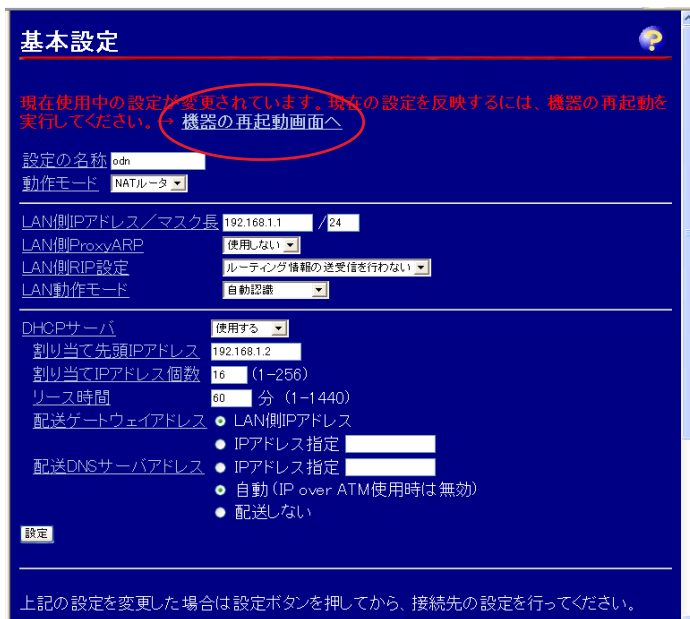 基本設定
現在使用中の設定が変更されています。現在の設定を反映するには、機器の再起動を
実行してください。→ 機器の再起動画面へ
設定の名称 odn
動作モード NATルータ
LAN側IPアドレス／マスク長 192.168.1.1 /24
LAN側ProxyARP 使用しない
LAN側RIP設定 ルーティング情報の送受信を行わない
LAN動作モード 自動認識
DHCPサーバ 使用する
割り当て先頭IPアドレス 192.168.1.2
割り当てIPアドレス個数 16 (1-256)
リース時間 60 分 (1-1440)
配送ゲートウェイアドレス LAN側IPアドレス
IPアドレス指定
配送DNSサーバアドレス IPアドレス指定
自動(IP over ATM使用時は無効)
配送しない
設定
上記の設定を変更した場合は設定ボタンを押してから、接続先の設定を行ってください。